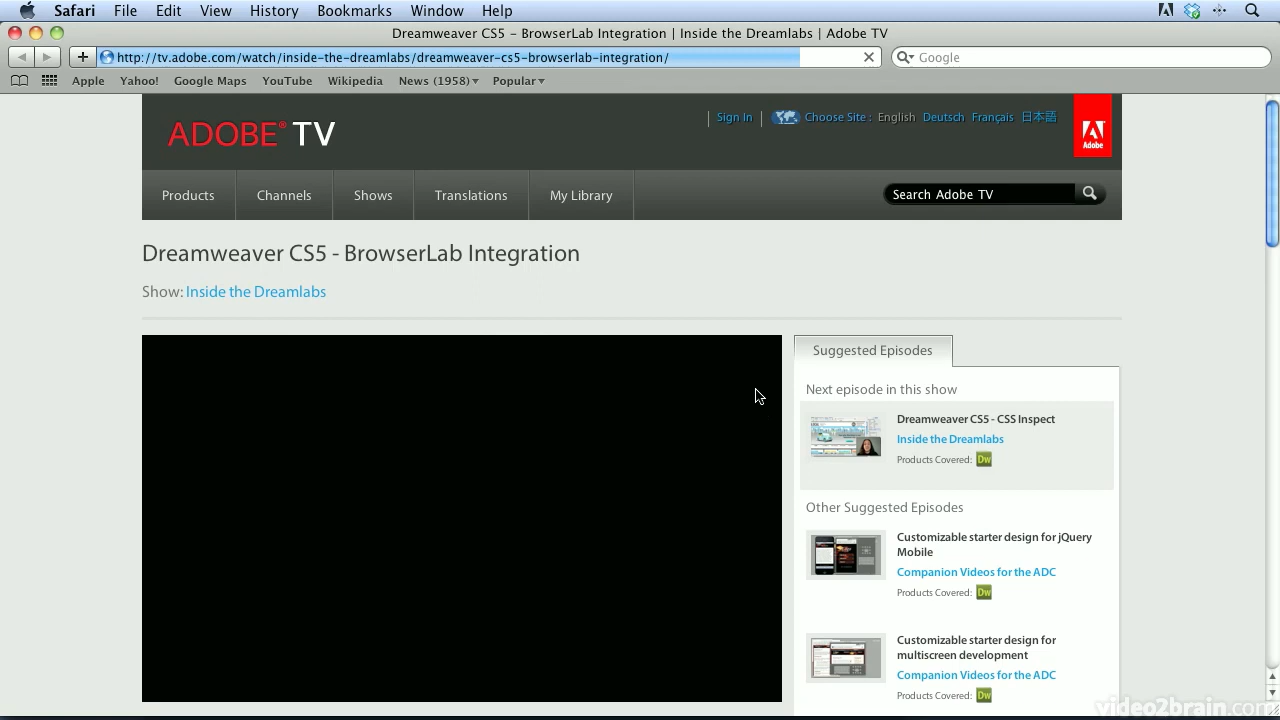 Safari File Edit View History Bookmarks Window Help
Dreamweaver CS5 – BrowserLab Integration | Inside the Dreamlabs | Adobe TV
http://tv.adobe.com/watch/inside-the-dreamlabs/dreamweaver-cs5-browserlab-integration/
Google
Apple Yahoo! Google Maps YouTube Wikipedia News (1958) Popular
ADOBE® TV
Sign In Choose Site : English Deutsch Français 日本語
Adobe
Products Channels Shows Translations My Library
Search Adobe TV
Dreamweaver CS5 - BrowserLab Integration
Show: Inside the Dreamlabs
Suggested Episodes
Next episode in this show
Dreamweaver CS5 - CSS Inspect
Inside the Dreamlabs
Products Covered: Dw
Other Suggested Episodes
Customizable starter design for jQuery
Mobile
Companion Videos for the ADC
Products Covered: Dw
Customizable starter design for
multiscreen development
Companion Videos for the ADC
Products Covered: Dw
video2brain.com